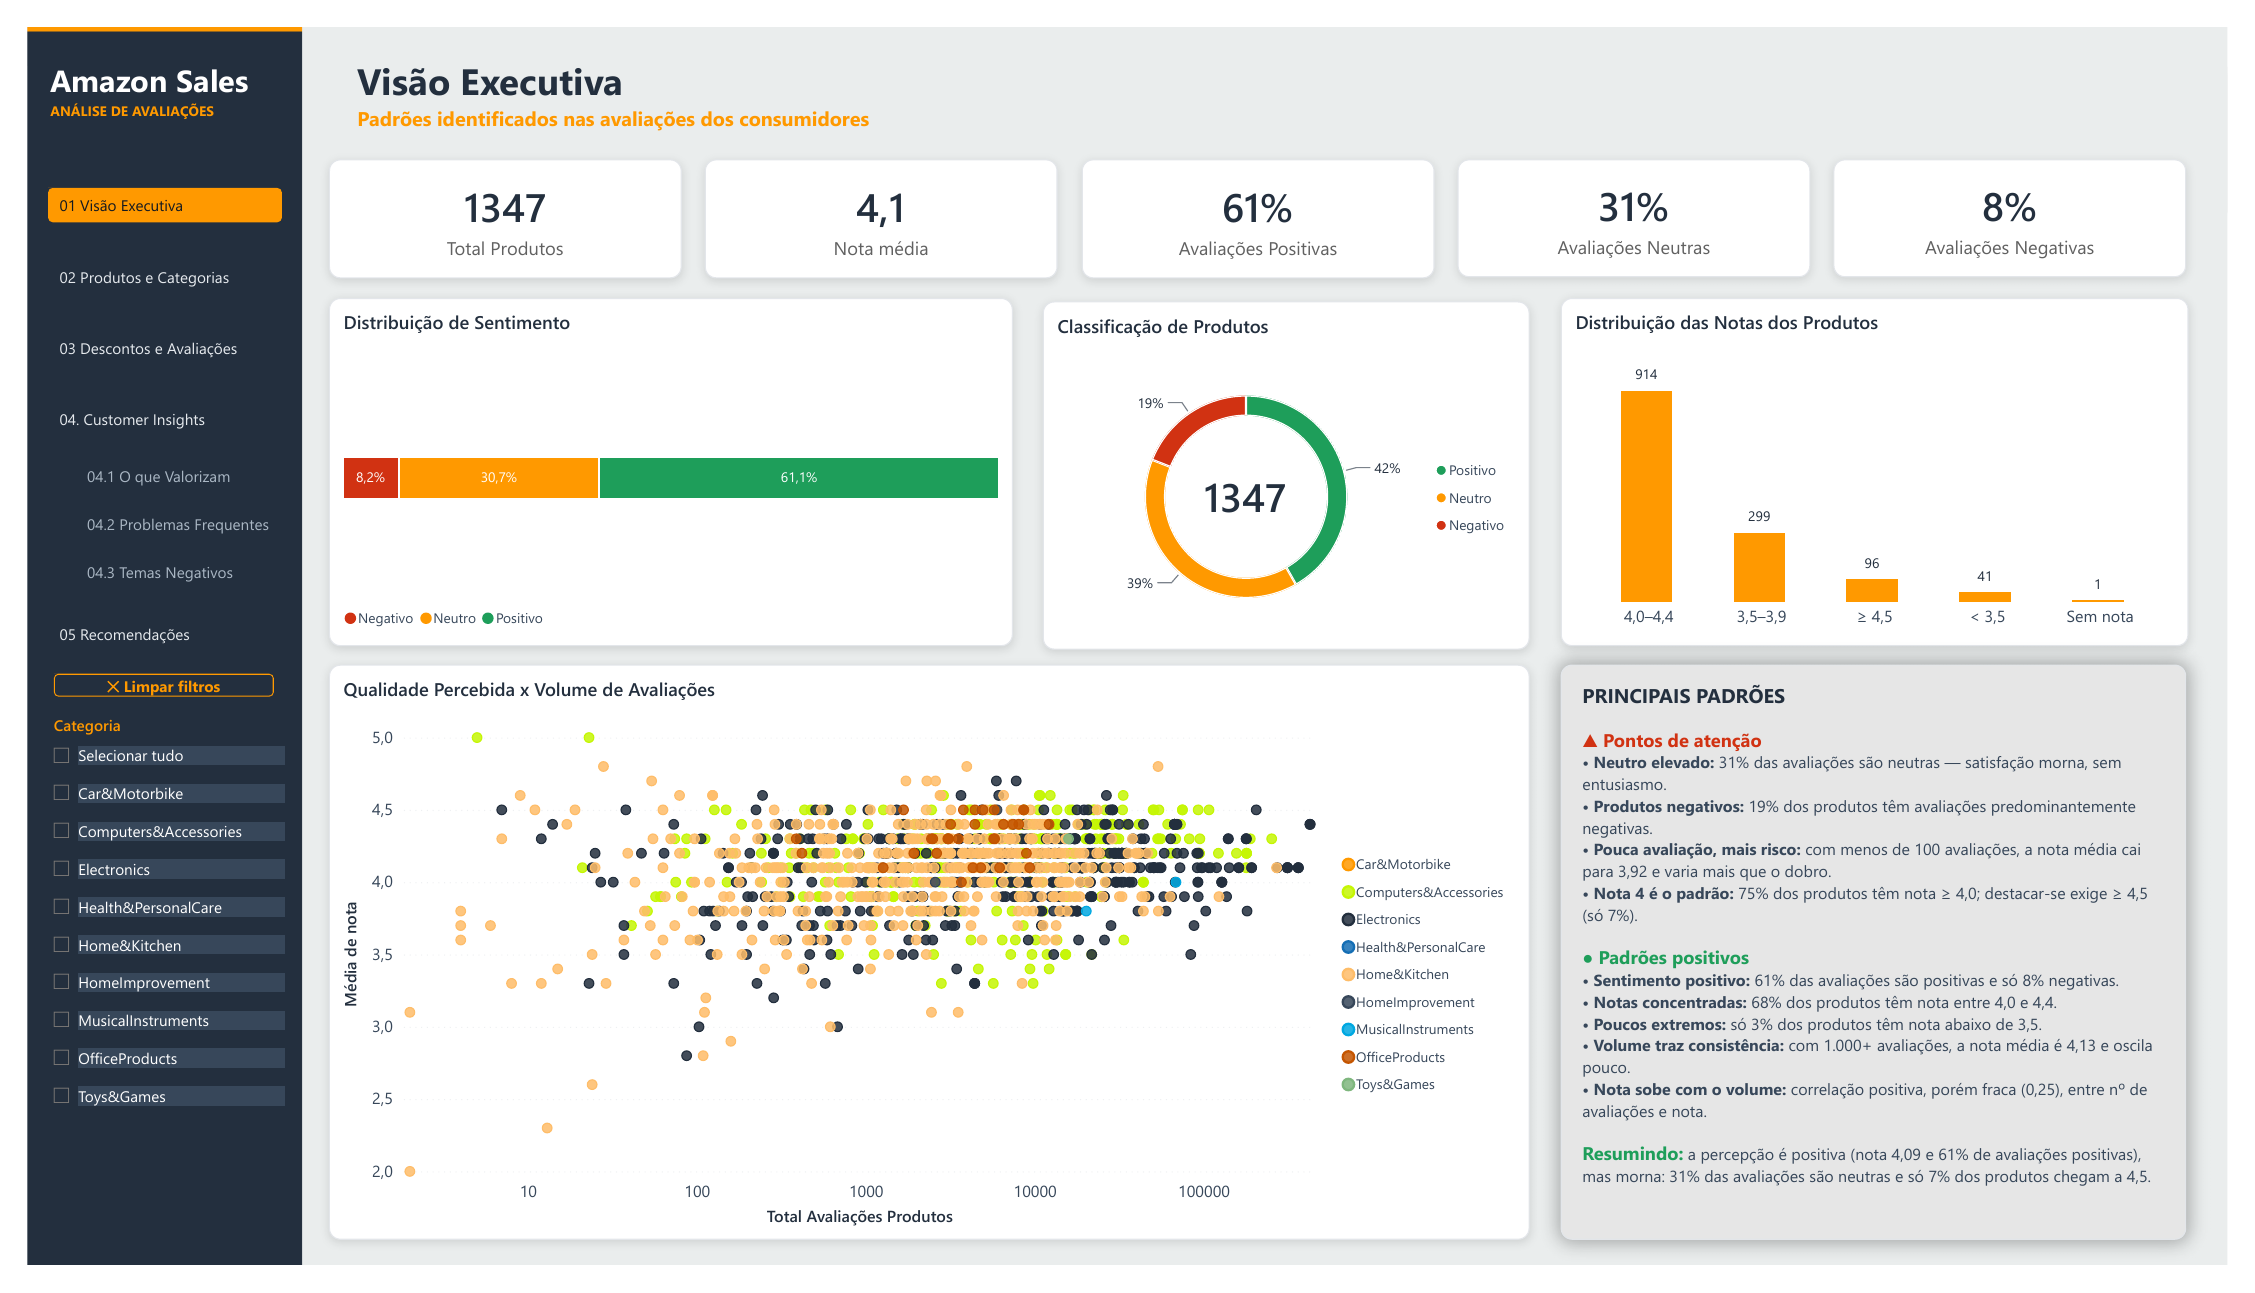 Amazon Sales
ANÁLISE DE AVALIAÇÕES
01 Visão Executiva
02 Produtos e Categorias
03 Descontos e Avaliações
04. Customer Insights
04.1 O que Valorizam
04.2 Problemas Frequentes
04.3 Temas Negativos
05 Recomendações
Limpar filtros
Categoria
Selecionar tudo
Car&Motorbike
Computers&Accessories
Electronics
Health&PersonalCare
Home&Kitchen
HomeImprovement
MusicalInstruments
OfficeProducts
Toys&Games
Visão Executiva
Padrões identificados nas avaliações dos consumidores
1347
Total Produtos
4,1
Nota média
61%
Avaliações Positivas
31%
Avaliações Neutras
8%
Avaliações Negativas
Distribuição de Sentimento
8,2% 30,7% 61,1%
Negativo Neutro Positivo
Classificação de Produtos
19%
42%
39%
1347
Positivo
Neutro
Negativo
Distribuição das Notas dos Produtos
914
299
96
41
1
4,0–4,4 3,5–3,9 ≥ 4,5 < 3,5 Sem nota
Qualidade Percebida x Volume de Avaliações
Média de nota
5,0
4,5
4,0
3,5
3,0
2,5
2,0
10 100 1000 10000 100000
Total Avaliações Produtos
Car&Motorbike
Computers&Accessories
Electronics
Health&PersonalCare
Home&Kitchen
HomeImprovement
MusicalInstruments
OfficeProducts
Toys&Games
PRINCIPAIS PADRÕES
▲ Pontos de atenção
• Neutro elevado: 31% das avaliações são neutras — satisfação morna, sem
entusiasmo.
• Produtos negativos: 19% dos produtos têm avaliações predominantemente
negativas.
• Pouca avaliação, mais risco: com menos de 100 avaliações, a nota média cai
para 3,92 e varia mais que o dobro.
• Nota 4 é o padrão: 75% dos produtos têm nota ≥ 4,0; destacar-se exige ≥ 4,5
(só 7%).
● Padrões positivos
• Sentimento positivo: 61% das avaliações são positivas e só 8% negativas.
• Notas concentradas: 68% dos produtos têm nota entre 4,0 e 4,4.
• Poucos extremos: só 3% dos produtos têm nota abaixo de 3,5.
• Volume traz consistência: com 1.000+ avaliações, a nota média é 4,13 e oscila
pouco.
• Nota sobe com o volume: correlação positiva, porém fraca (0,25), entre nº de
avaliações e nota.
Resumindo: a percepção é positiva (nota 4,09 e 61% de avaliações positivas),
mas morna: 31% das avaliações são neutras e só 7% dos produtos chegam a 4,5.